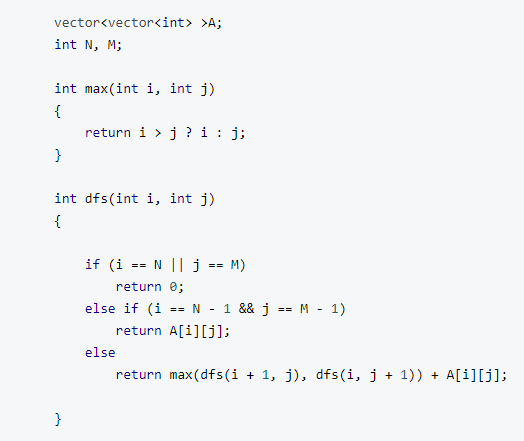 vector<vector<int> >A;
int N, M;
int max(int i, int j)
{
return i > j ? i : j;
}
int dfs(int i, int j)
{
if (i == N || j == M)
return 0;
else if (i == N - 1 && j == M - 1)
return A[i][j];
else
return max(dfs(i + 1, j), dfs(i, j + 1)) + A[i][j];
}